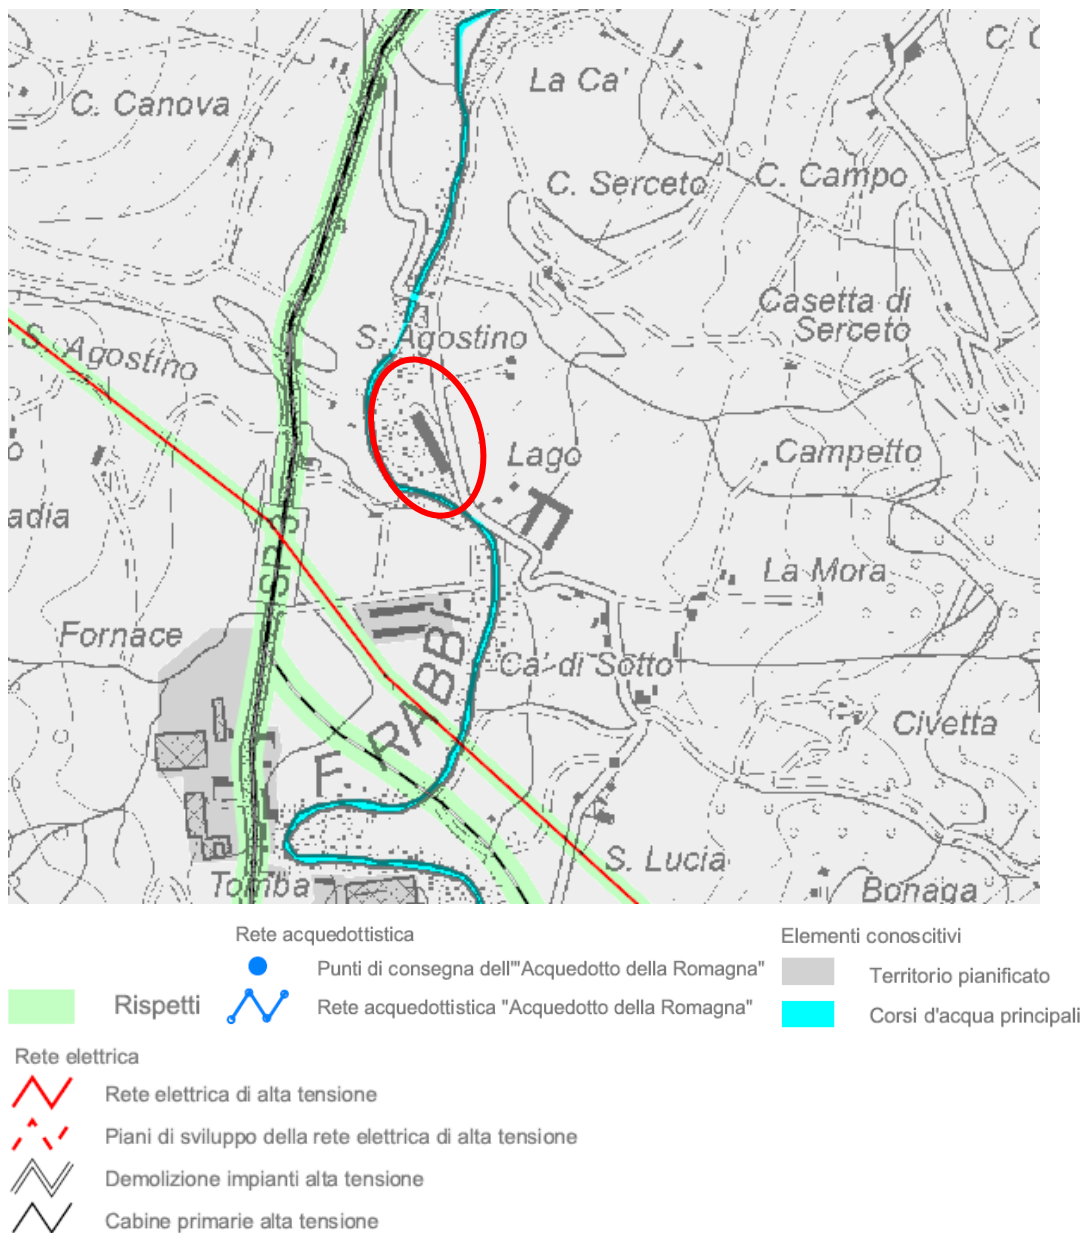 La Ca'
C. Canova
C. Serceto
C. Campo
Casetta di
Serceto
S. Agostino
S. Agostino
Lago
Campetto
adia
SP 3
La Mora
Fornace
Ca' di Sotto
F. RABBI
Civetta
S. Lucia
Tomba
Bonaga
Rete acquedottistica
Punti di consegna dell'"Acquedotto della Romagna"
Rete acquedottistica "Acquedotto della Romagna"
Rispetti
Elementi conoscitivi
Territorio pianificato
Corsi d'acqua principali
Rete elettrica
Rete elettrica di alta tensione
Piani di sviluppo della rete elettrica di alta tensione
Demolizione impianti alta tensione
Cabine primarie alta tensione